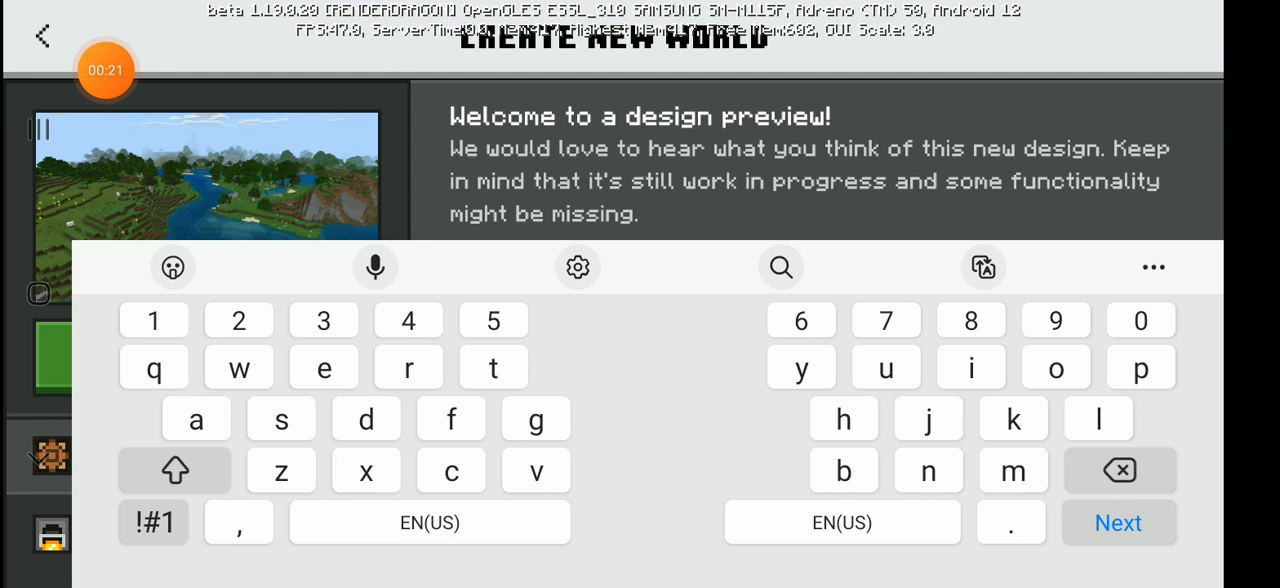 beta 1.19.0.20 [RENDERDRAGON] OpenGLES ESSL_310 SAMSUNG SM-M115F, Adreno (TM) 50, Android 12
CREATE NEW WORLD
00:21
Welcome to a design preview!
We would love to hear what you think of this new design. Keep
in mind that it's still work in progress and some functionality
might be missing.
1 2 3 4 5 6 7 8 9 0
q w e r t y u i o p
a s d f g h j k l
z x c v b n m
!#1 , EN(US) EN(US) . Next